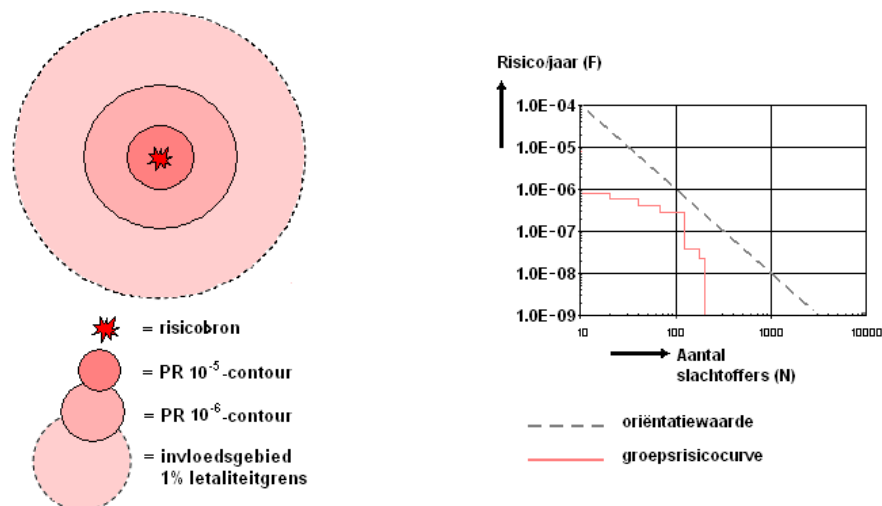 = risicobron
= PR 10⁻⁵-contour
= PR 10⁻⁶-contour
= invloedsgebied
1% letaliteitgrens
Risico/jaar (F)
1.0E-04
1.0E-05
1.0E-06
1.0E-07
1.0E-08
1.0E-09
10 100 1000 10000
Aantal
slachtoffers (N)
oriëntatiewaarde
groepsrisicocurve